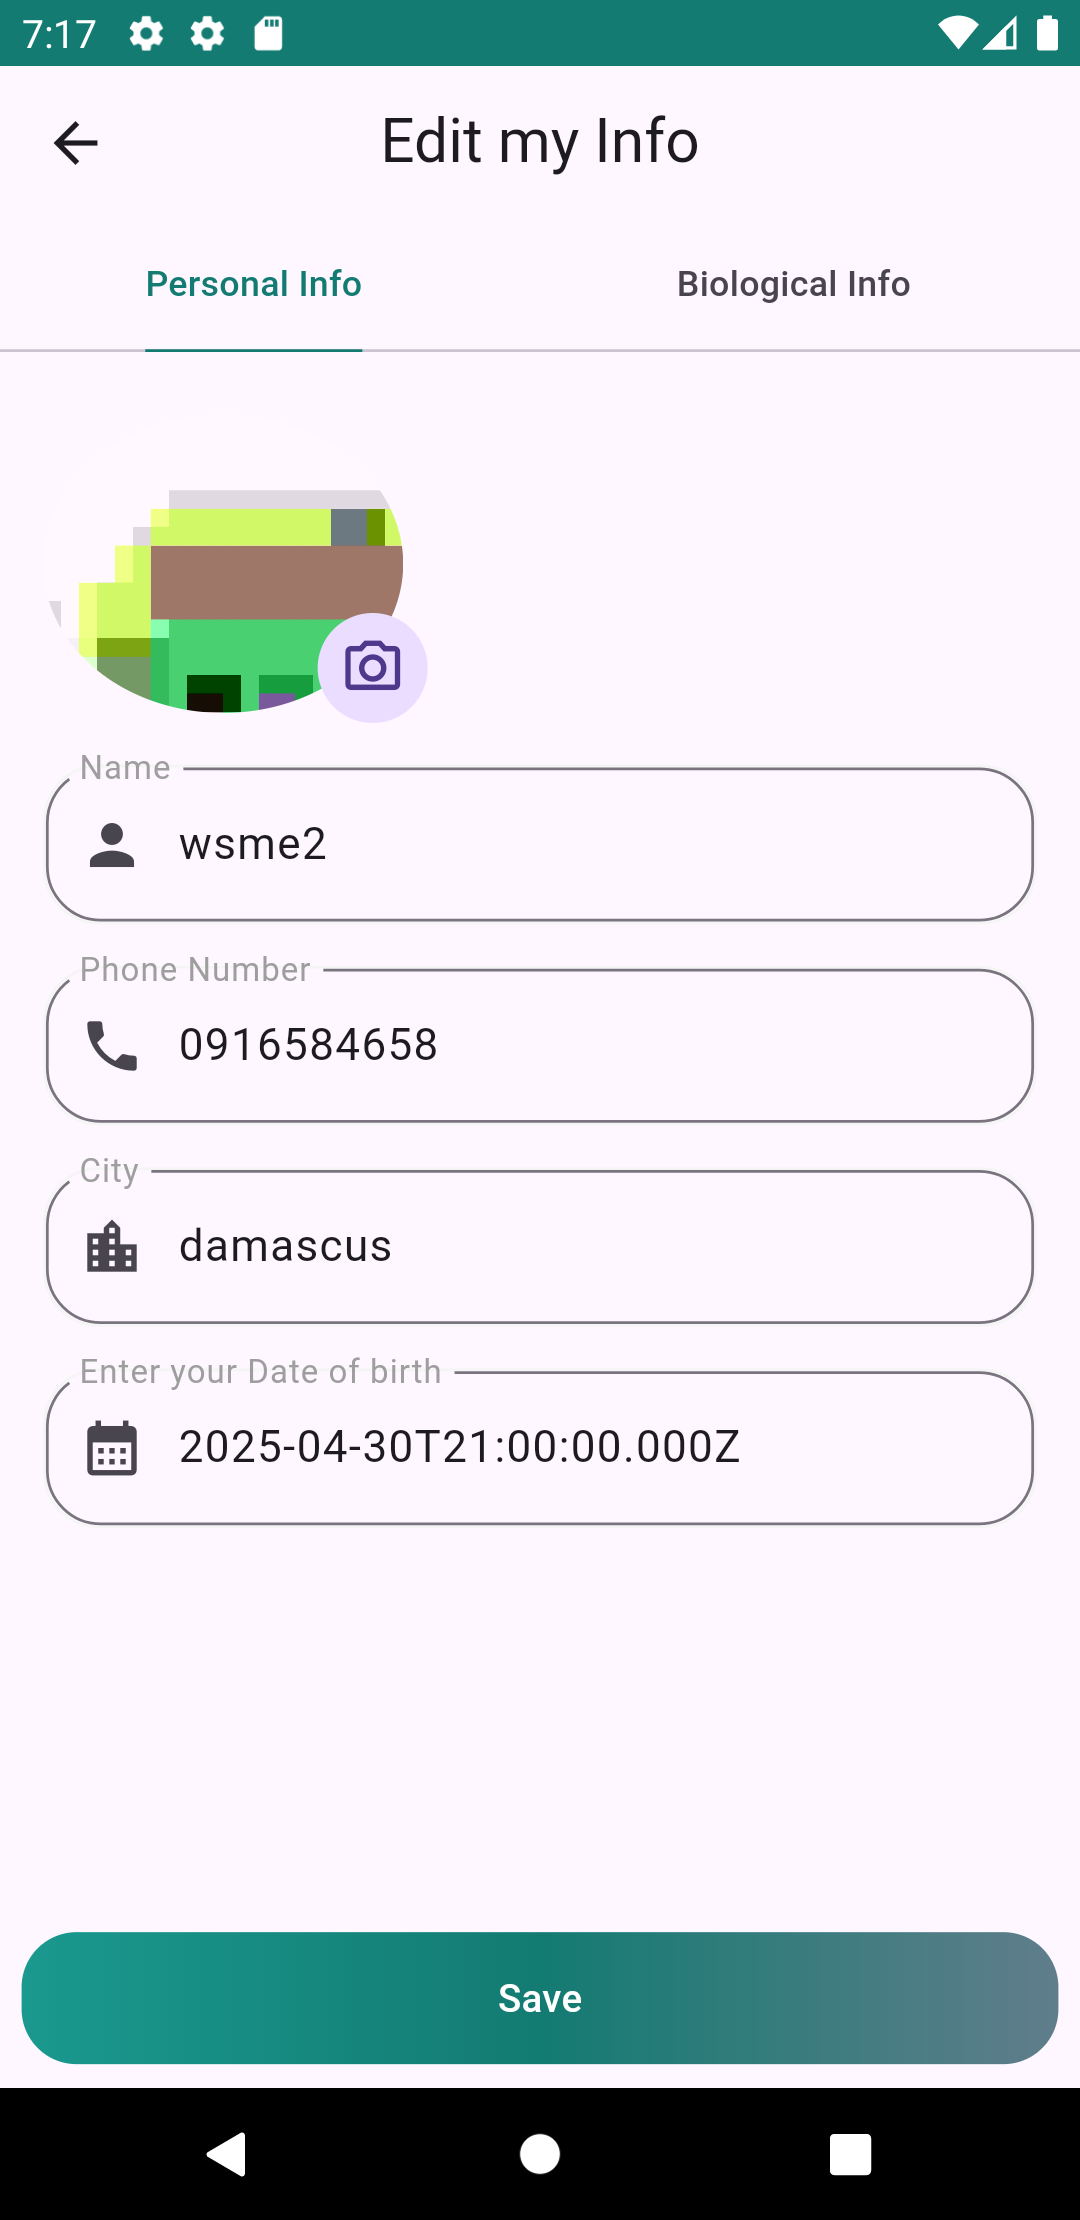 7:17
Edit my Info
Personal Info
Biological Info
Name
wsme2
Phone Number
0916584658
City
damascus
Enter your Date of birth
2025-04-30T21:00:00.000Z
Save